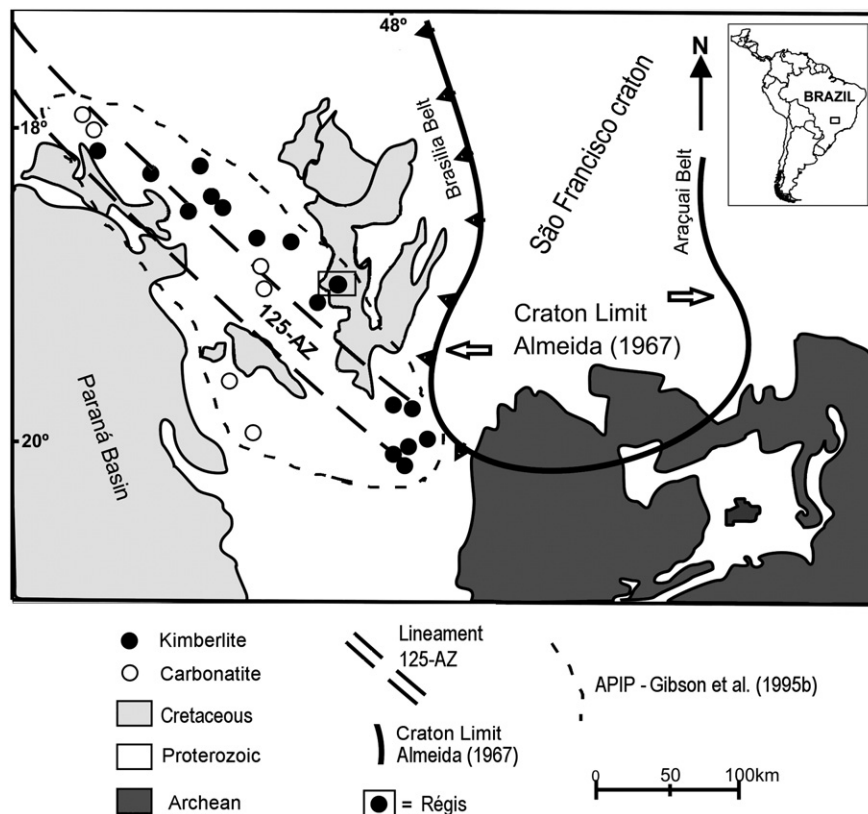 48º
N
BRAZIL
18º
Brasília Belt
São Francisco craton
Araçuai Belt
125-AZ
Craton Limit
Almeida (1967)
Paraná Basin
20º
Kimberlite
Carbonatite
Cretaceous
Proterozoic
Archean
Lineament
125-AZ
Craton Limit
Almeida (1967)
= Régis
APIP - Gibson et al. (1995b)
0 50 100km